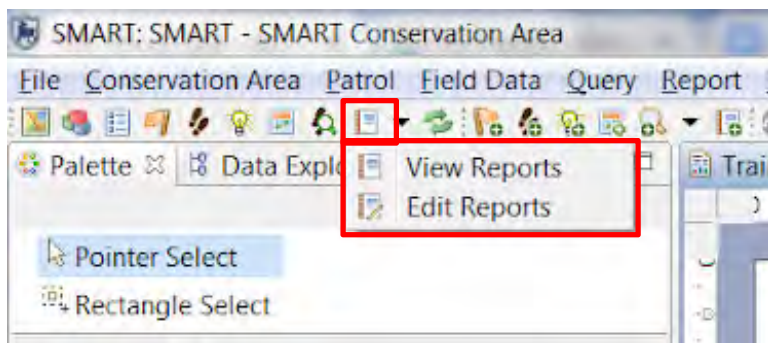 SMART: SMART - SMART Conservation Area
File Conservation Area Patrol Field Data Query Report
Palette Data Explo Trai
View Reports
Edit Reports
Pointer Select
Rectangle Select